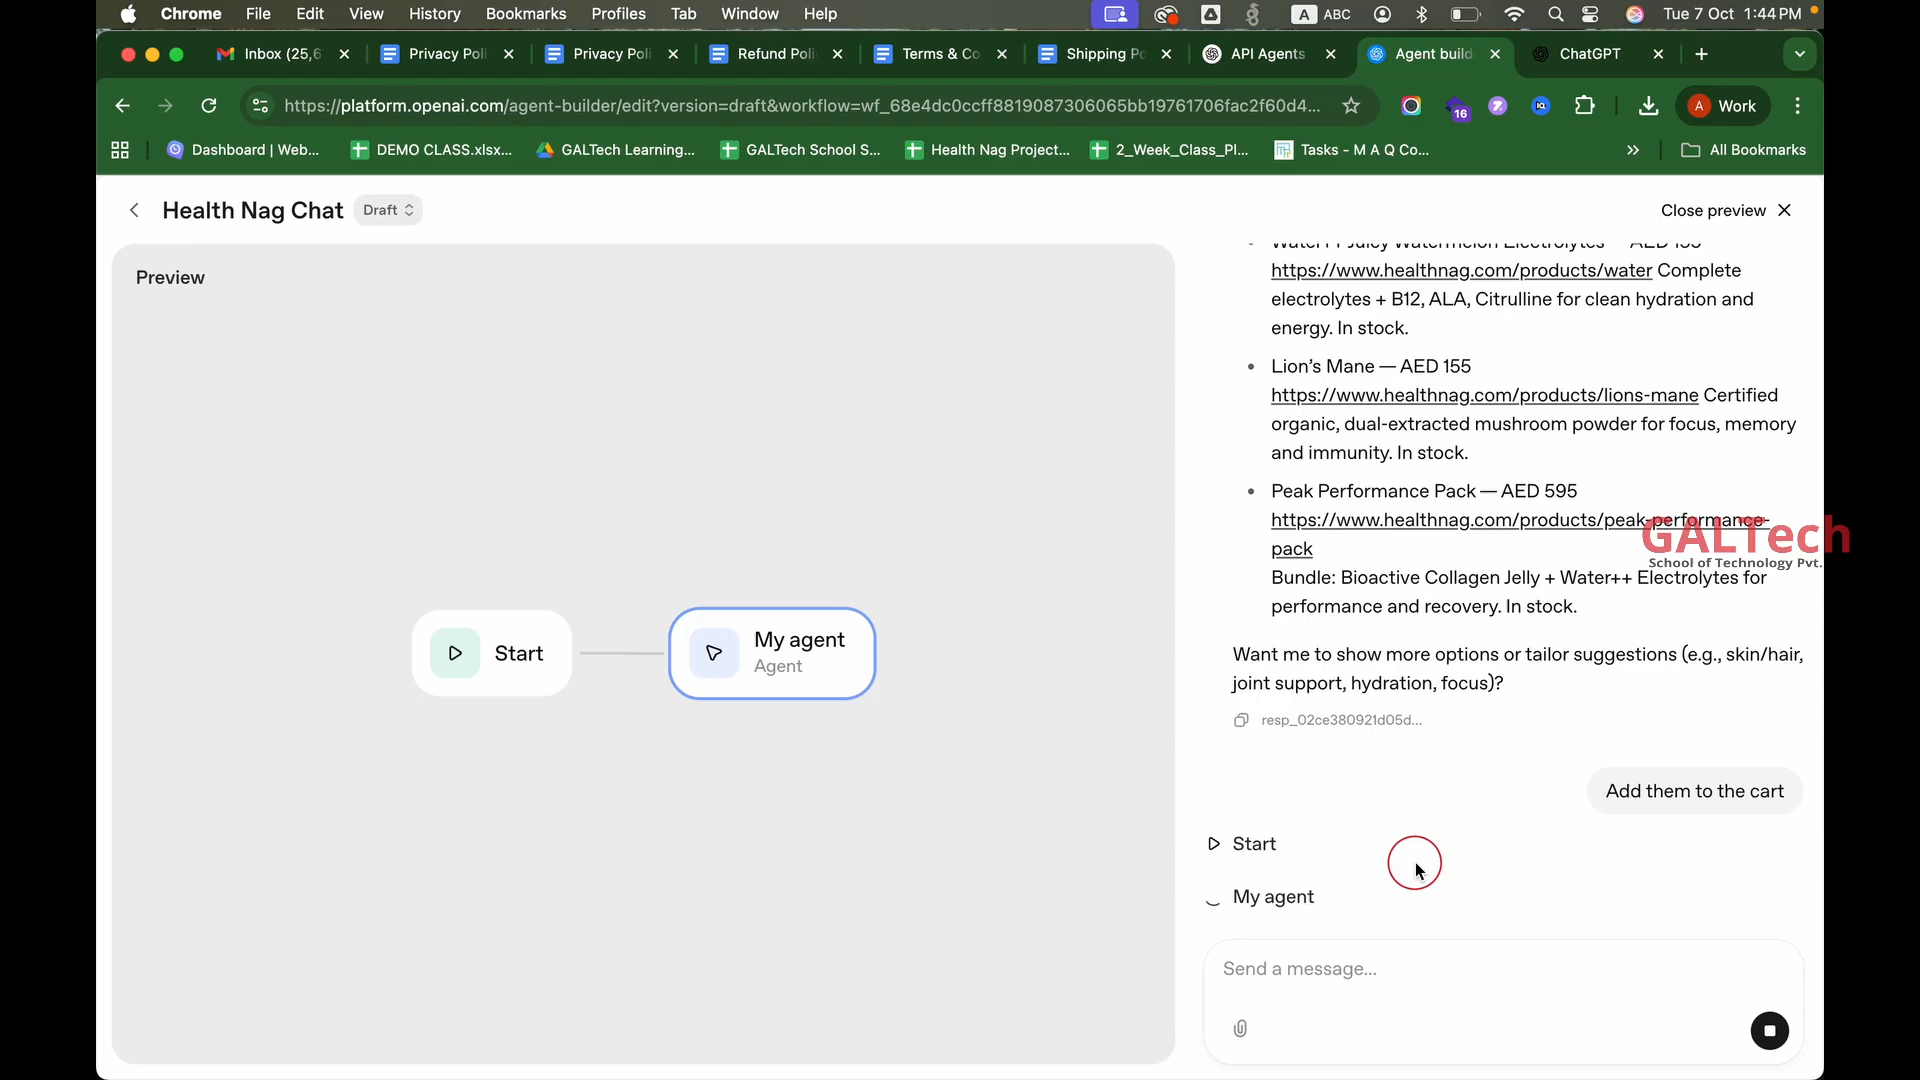 Chrome File Edit View History Bookmarks Profiles Tab Window Help A ABC Tue 7 Oct 1:44 PM
Inbox (25,6 Privacy Poli Privacy Poli Refund Poli Terms & Co Shipping Po API Agents Agent build ChatGPT
https://platform.openai.com/agent-builder/edit?version=draft&workflow=wf_68e4dc0ccff8819087306065bb19761706fac2f60d4... 16 A Work
Dashboard | Web... DEMO CLASS.xlsx... GALTech Learning... GALTech School S... Health Nag Project... 2_Week_Class_Pl... Tasks - M A Q Co... All Bookmarks
Health Nag Chat Draft Close preview
Preview
Water++ Juicy Watermelon Electrolytes — AED 155
https://www.healthnag.com/products/water Complete
electrolytes + B12, ALA, Citrulline for clean hydration and
energy. In stock.
Lion’s Mane — AED 155
https://www.healthnag.com/products/lions-mane Certified
organic, dual-extracted mushroom powder for focus, memory
and immunity. In stock.
Peak Performance Pack — AED 595
https://www.healthnag.com/products/peak-performance-
pack
GALTech
School of Technology Pvt.
Bundle: Bioactive Collagen Jelly + Water++ Electrolytes for
performance and recovery. In stock.
Start
My agent
Agent
Want me to show more options or tailor suggestions (e.g., skin/hair,
joint support, hydration, focus)?
resp_02ce380921d05d...
Add them to the cart
Start
My agent
Send a message...